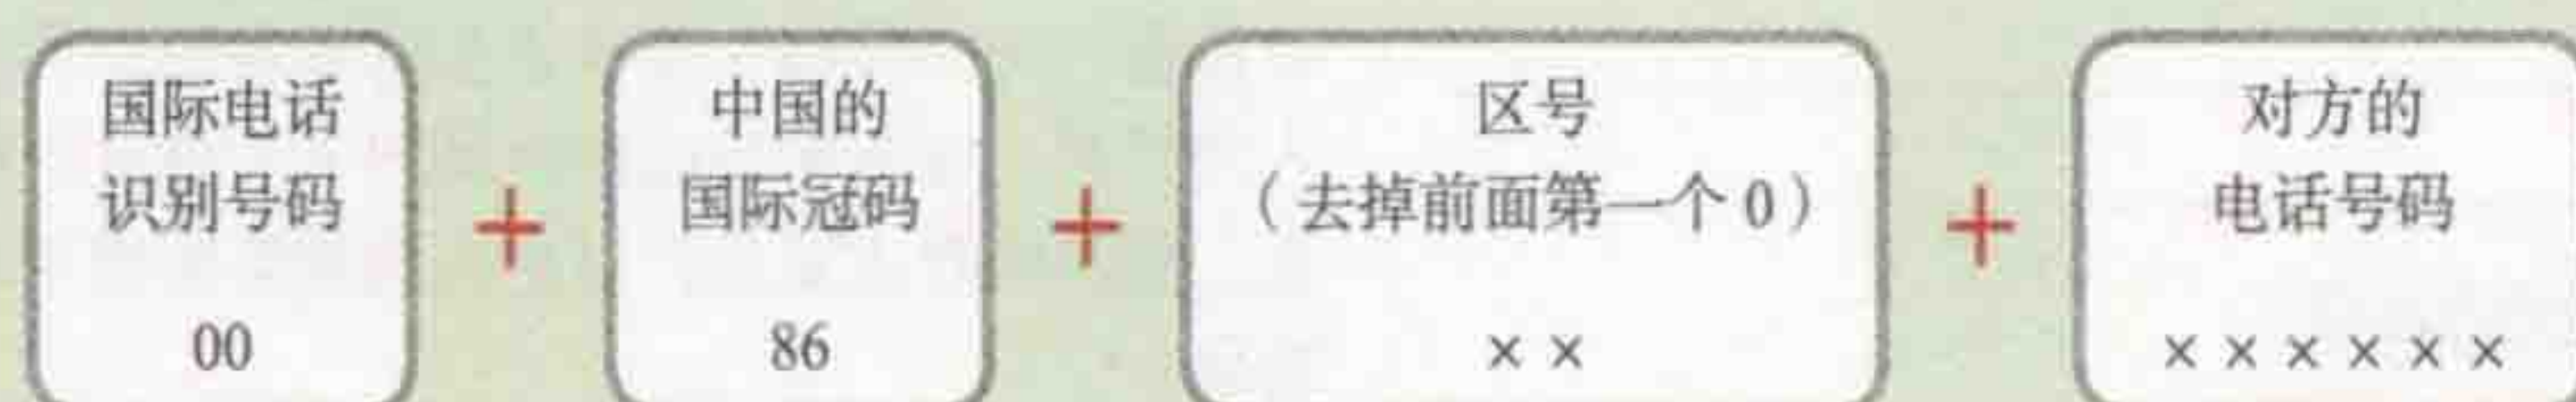 国际电话
识别号码
00
+
中国的
国际冠码
86
+
区号
（去掉前面第一个 0）
× ×
+
对方的
电话号码
× × × × × ×